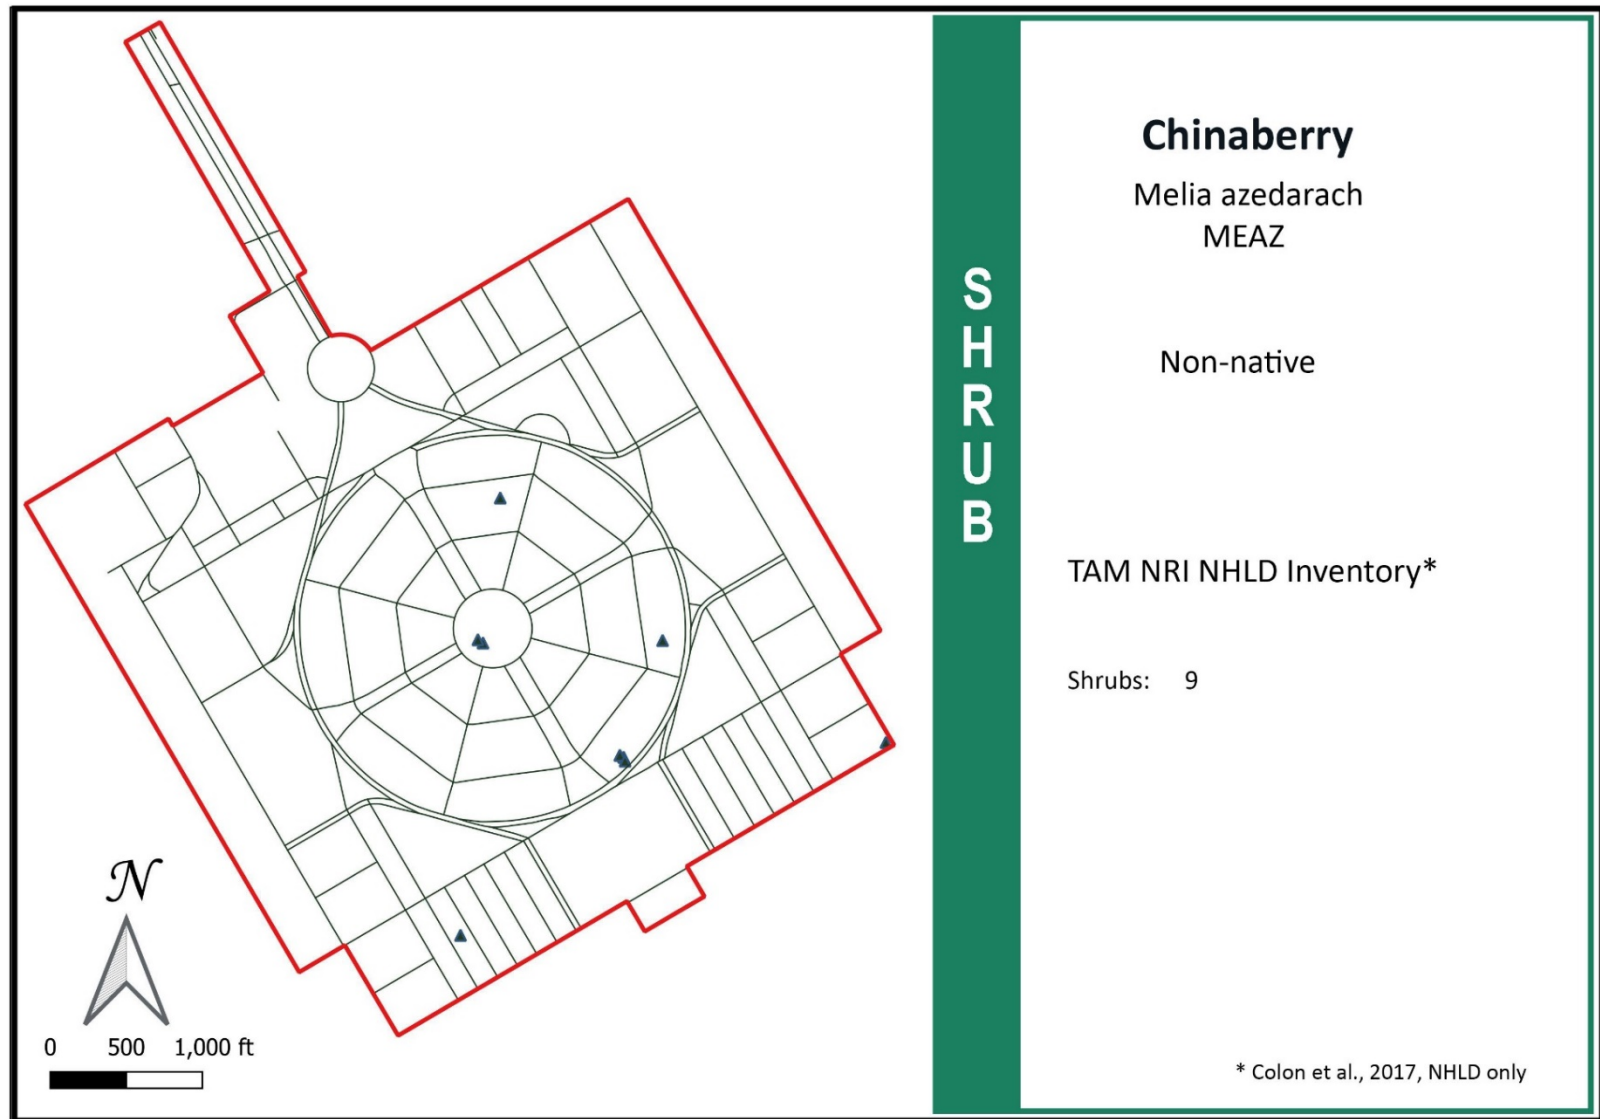 N
0 500 1,000 ft
SHRUB
Chinaberry
Melia azedarach
MEAZ
Non-native
TAM NRI NHLD Inventory*
Shrubs: 9
* Colon et al., 2017, NHLD only